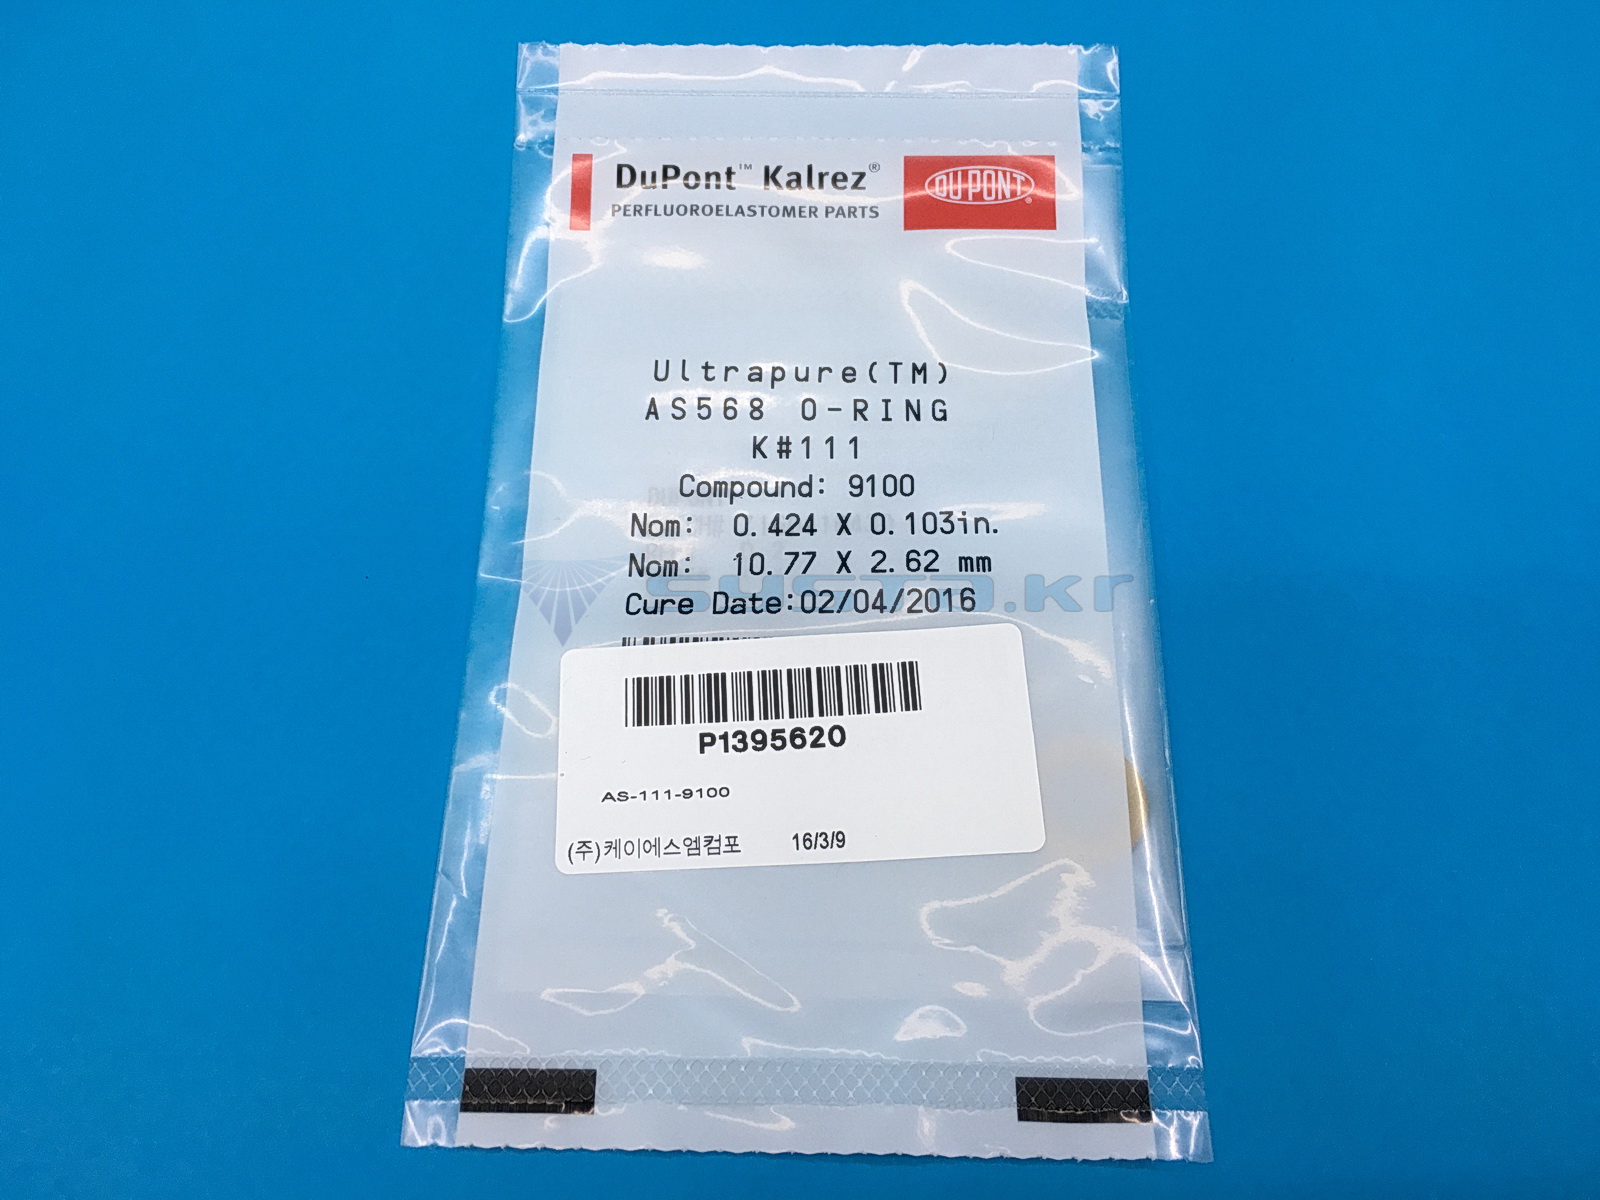 DuPont™ Kalrez®
PERFLUOROELASTOMER PARTS
DU PONT®
Ultrapure(TM)
AS568 O-RING
K#111
Compound: 9100
Nom: 0.424 X 0.103in.
Nom: 10.77 X 2.62 mm
susta.kr
Cure Date:02/04/2016
P1395620
AS-111-9100
(주)케이에스엠컴포 16/3/9